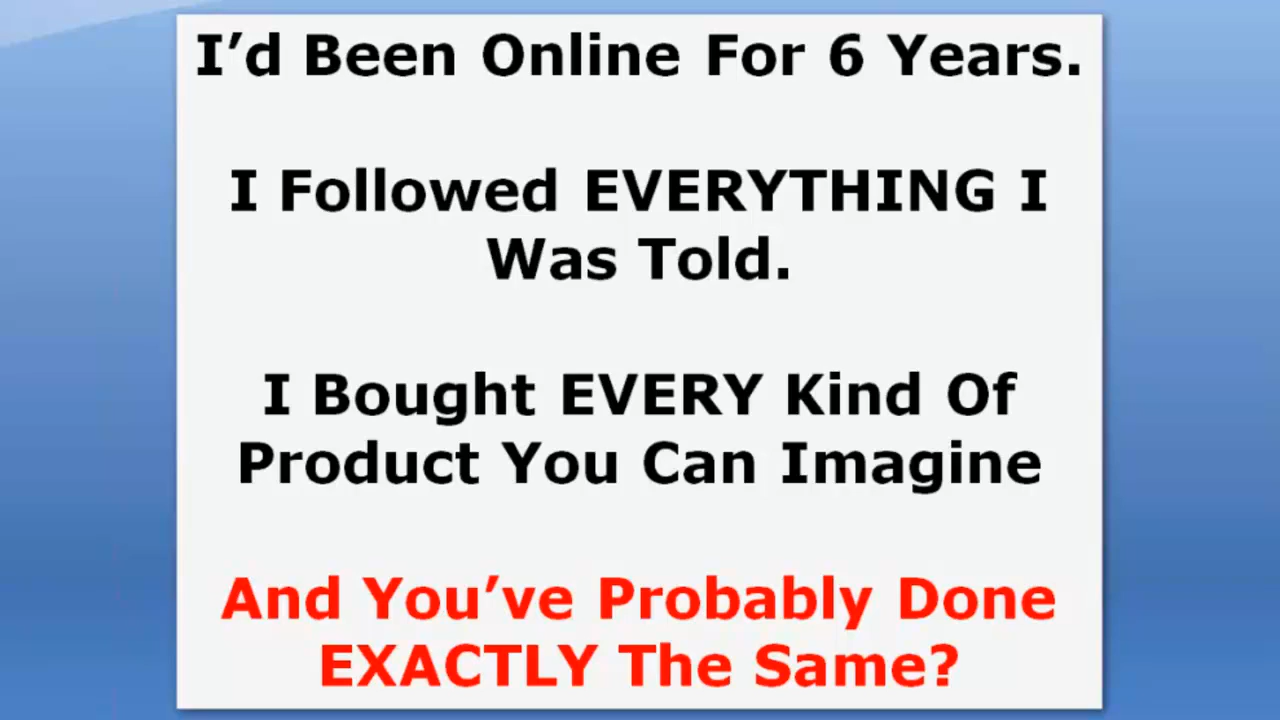 I’d Been Online For 6 Years.
I Followed EVERYTHING I
Was Told.
I Bought EVERY Kind Of
Product You Can Imagine
And You’ve Probably Done
EXACTLY The Same?